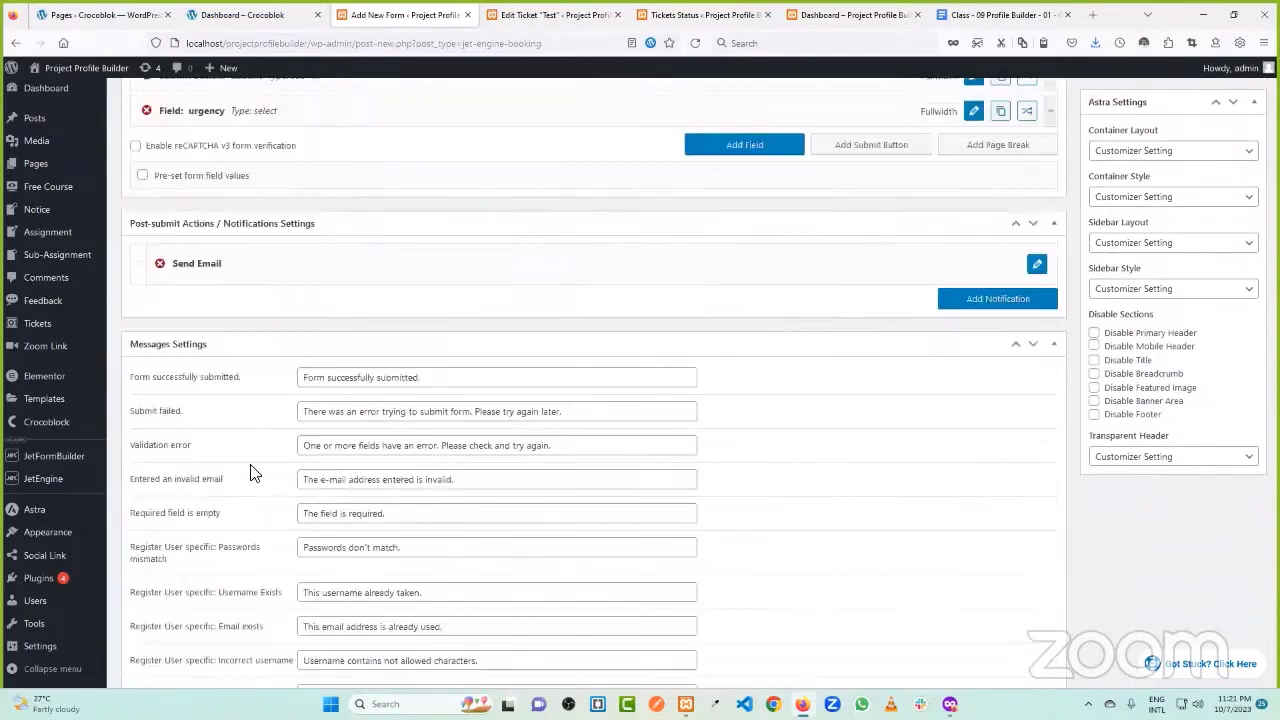 Pages ‹ Crocoblok — WordPres
Dashboard – Crocoblock
Add New Form ‹ Project Profile
Edit Ticket "Test" ‹ Project Profi
Tickets Status ‹ Project Profile B
Dashboard ‹ Project Profile Bui
Class - 09 Profile Builder - 01 -
localhost/projectprofilebuilder/wp-admin/post-new.php?post_type=jet-engine-booking
Search
Project Profile Builder
4
New
Howdy, admin
Dashboard
Posts
Media
Pages
Free Course
Notice
Assignment
Sub-Assignment
Comments
Feedback
Tickets
Zoom Link
Elementor
Templates
Crocoblock
JetFormBuilder
JetEngine
Astra
Appearance
Social Link
Plugins 4
Users
Tools
Settings
Collapse menu
Field: urgency Type: select
Fullwidth
Enable reCAPTCHA v3 form verification
Add Field
Add Submit Button
Add Page Break
Pre-set form field values
Post-submit Actions / Notifications Settings
Send Email
Add Notification
Messages Settings
Form successfully submitted.
Form successfully submitted.
Submit failed.
There was an error trying to submit form. Please try again later.
Validation error
One or more fields have an error. Please check and try again.
Entered an invalid email
The e-mail address entered is invalid.
Required field is empty
The field is required.
Register User specific: Passwords
mismatch
Passwords don't match.
Register User specific: Username Exists
This username already taken.
Register User specific: Email exists
This email address is already used.
Register User specific: Incorrect username
Username contains not allowed characters.
Astra Settings
Container Layout
Customizer Setting
Container Style
Customizer Setting
Sidebar Layout
Customizer Setting
Sidebar Style
Customizer Setting
Disable Sections
Disable Primary Header
Disable Mobile Header
Disable Title
Disable Breadcrumb
Disable Featured Image
Disable Banner Area
Disable Footer
Transparent Header
Customizer Setting
zoom
Got Stuck? Click Here
27°C
Partly cloudy
Search
ENG
INTL
11:21 PM
10/7/2023